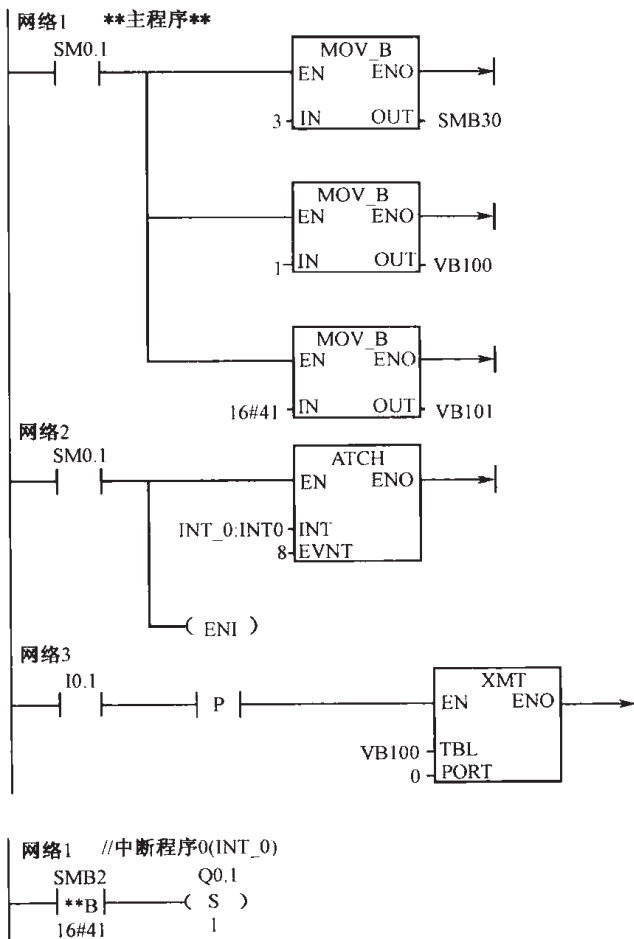 网络1 **主程序**
SM0.1
MOV_B
EN ENO
3 IN OUT SMB30
MOV_B
EN ENO
1 IN OUT VB100
MOV_B
EN ENO
16#41 IN OUT VB101
网络2
SM0.1
ATCH
EN ENO
INT_0:INT0 INT
8 EVNT
( ENI )
网络3
I0.1
P
XMT
EN ENO
VB100 TBL
0 PORT
网络1 //中断程序0(INT_0)
SMB2 Q0.1
**B ( S )
16#41 1